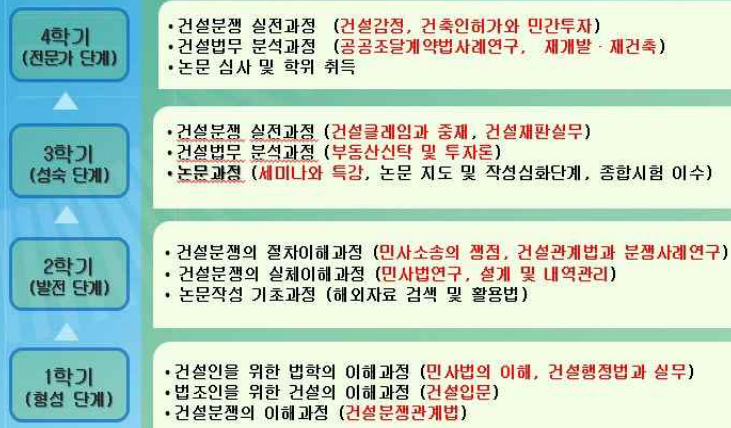 4학기
(전문가 단계)
•건설분쟁 실전과정 (건설감정, 건축인허가와 민간투자)
•건설법무 분석과정 (공공조달계약법사례연구, 재개발·재건축)
•논문 심사 및 학위 취득
3학기
(성숙 단계)
•건설분쟁 실전과정 (건설클레임과 중재, 건설재판실무)
•건설법무 분석과정 (부동산신탁 및 투자론)
•논문과정 (세미나와 특강, 논문 지도 및 작성심화단계, 종합시험 이수)
2학기
(발전 단계)
•건설분쟁의 절차이해과정 (민사소송의 쟁점, 건설관계법과 분쟁사례연구)
•건설분쟁의 실체이해과정 (민사법연구, 설계 및 내역관리)
•논문작성 기초과정 (해외자료 검색 및 활용법)
1학기
(형성 단계)
•건설인을 위한 법학의 이해과정 (민사법의 이해, 건설행정법과 실무)
•법조인을 위한 건설의 이해과정 (건설입문)
•건설분쟁의 이해과정 (건설분쟁관계법)